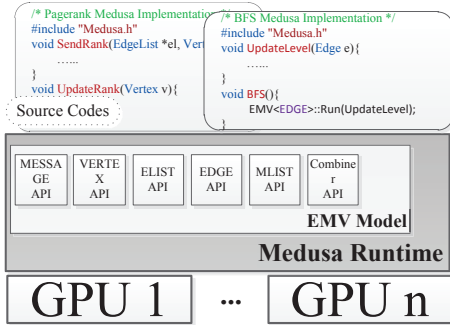 /* Pagerank Medusa Implementation */
#include "Medusa.h"
void SendRank(EdgeList *el, Vert
…...
}
void UpdateRank(Vertex v){
/* BFS Medusa Implementation */
#include "Medusa.h"
void UpdateLevel(Edge e){
…...
}
void BFS(){
EMV<EDGE>::Run(UpdateLevel);
}
Source Codes
MESSA
GE
API
VERTE
X API
ELIST
API
EDGE
API
MLIST
API
Combine
r
API
EMV Model
Medusa Runtime
GPU 1 ... GPU n